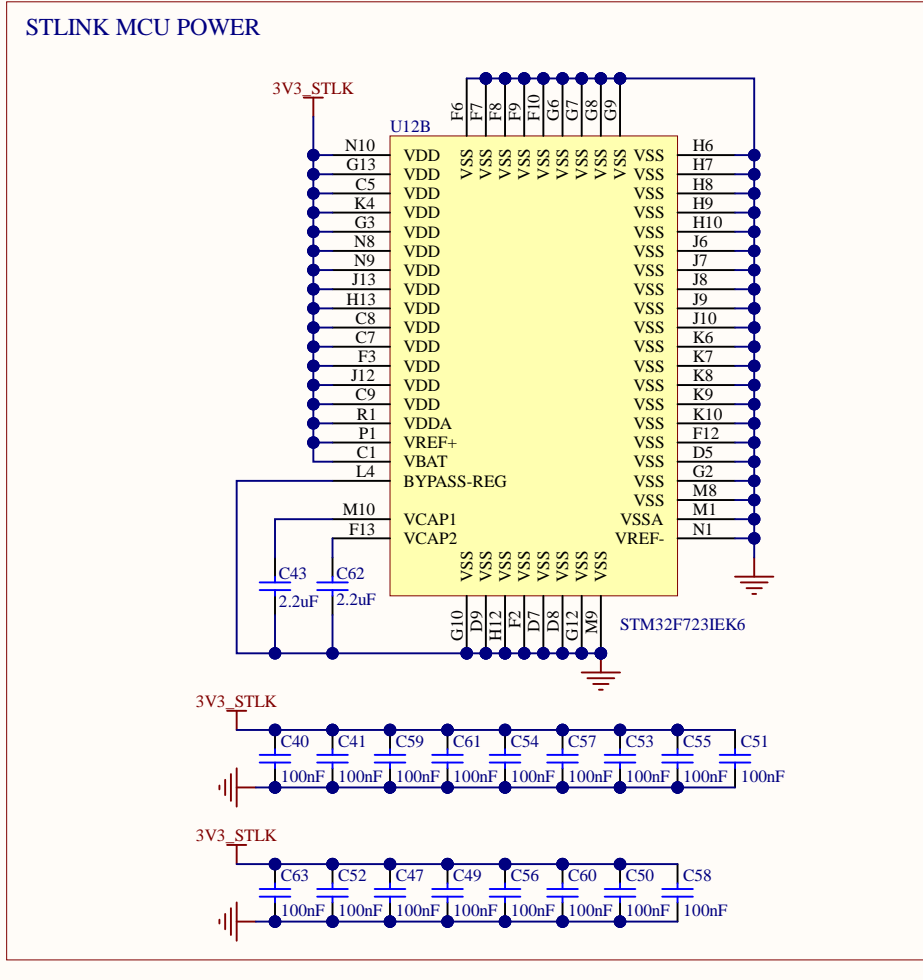 STLINK MCU POWER
3V3_STLK
F6
F7
F8
F9
F10
G6
G7
G8
G9
U12B
VSS
VSS
VSS
VSS
VSS
VSS
VSS
VSS
VSS
N10 VDD
G13 VDD
C5 VDD
K4 VDD
G3 VDD
N8 VDD
N9 VDD
J13 VDD
H13 VDD
C8 VDD
C7 VDD
F3 VDD
J12 VDD
C9 VDD
R1 VDDA
P1 VREF+
C1 VBAT
L4 BYPASS-REG
M10 VCAP1
F13 VCAP2
VSS H6
VSS H7
VSS H8
VSS H9
VSS H10
VSS J6
VSS J7
VSS J8
VSS J9
VSS J10
VSS K6
VSS K7
VSS K8
VSS K9
VSS K10
VSS F12
VSS D5
VSS G2
VSS M8
VSSA M1
VREF- N1
VSS
VSS
VSS
VSS
VSS
VSS
VSS
VSS
G10
D9
H12
F2
D7
D8
G12
M9
C43
2.2uF
C62
2.2uF
STM32F723IEK6
3V3_STLK
C40 C41 C59 C61 C54 C57 C53 C55 C51
100nF 100nF 100nF 100nF 100nF 100nF 100nF 100nF 100nF
3V3_STLK
C63 C52 C47 C49 C56 C60 C50 C58
100nF 100nF 100nF 100nF 100nF 100nF 100nF 100nF